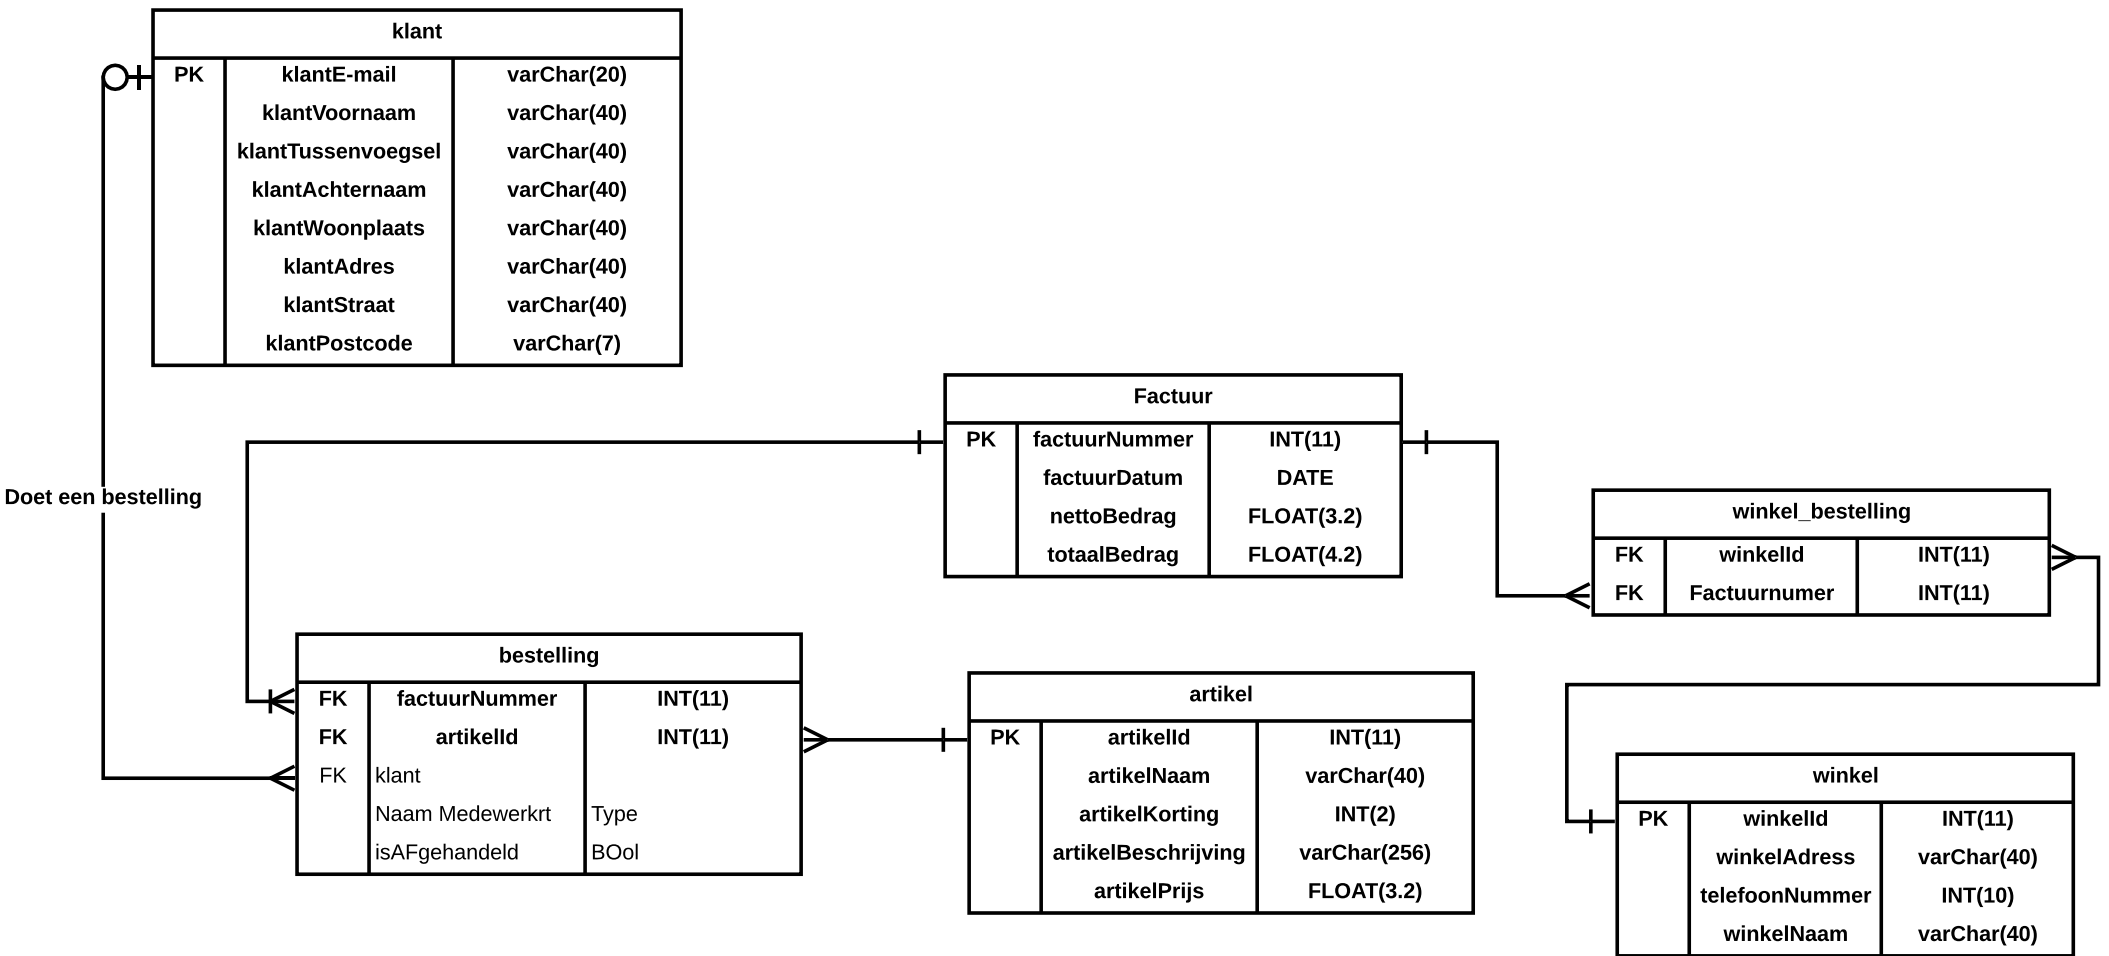 klant
PK klantE-mail varChar(20)
klantVoornaam varChar(40)
klantTussenvoegsel varChar(40)
klantAchternaam varChar(40)
klantWoonplaats varChar(40)
klantAdres varChar(40)
klantStraat varChar(40)
klantPostcode varChar(7)
Doet een bestelling
Factuur
PK factuurNummer INT(11)
factuurDatum DATE
nettoBedrag FLOAT(3.2)
totaalBedrag FLOAT(4.2)
winkel_bestelling
FK winkelId INT(11)
FK Factuurnumer INT(11)
bestelling
FK factuurNummer INT(11)
FK artikelId INT(11)
FK klant
Naam Medewerkrt Type
isAFgehandeld BOol
artikel
PK artikelId INT(11)
artikelNaam varChar(40)
artikelKorting INT(2)
artikelBeschrijving varChar(256)
artikelPrijs FLOAT(3.2)
winkel
PK winkelId INT(11)
winkelAdress varChar(40)
telefoonNummer INT(10)
winkelNaam varChar(40)